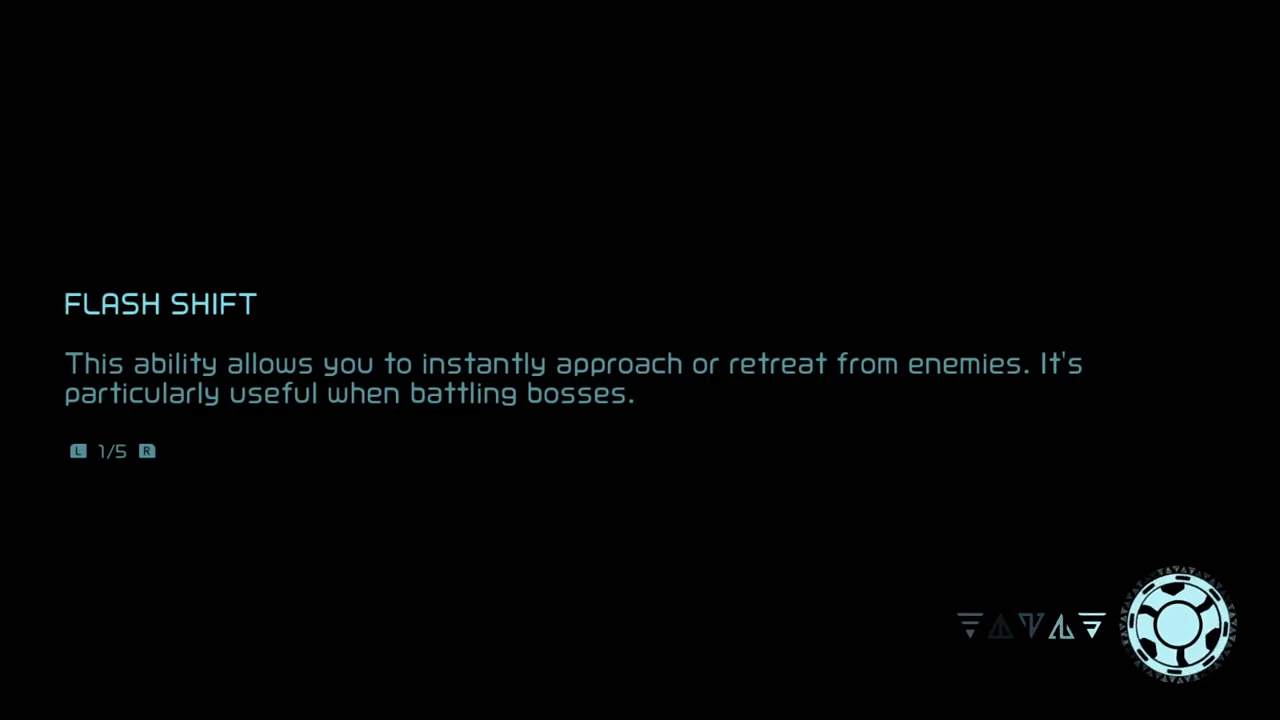 FLASH SHIFT
This ability allows you to instantly approach or retreat from enemies. It's
particularly useful when battling bosses.
L 1/5 R